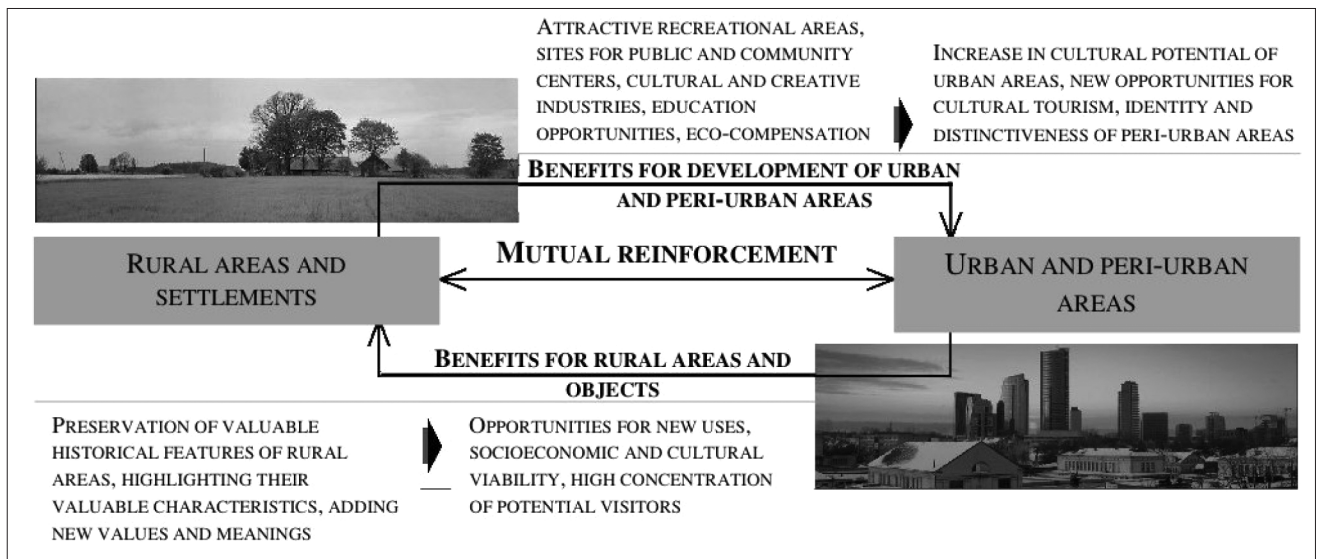 ATTRACTIVE RECREATIONAL AREAS,
SITES FOR PUBLIC AND COMMUNITY
CENTERS, CULTURAL AND CREATIVE
INDUSTRIES, EDUCATION
OPPORTUNITIES, ECO-COMPENSATION
INCREASE IN CULTURAL POTENTIAL OF
URBAN AREAS, NEW OPPORTUNITIES FOR
CULTURAL TOURISM, IDENTITY AND
DISTINCTIVENESS OF PERI-URBAN AREAS
BENEFITS FOR DEVELOPMENT OF URBAN
AND PERI-URBAN AREAS
RURAL AREAS AND
SETTLEMENTS
MUTUAL REINFORCEMENT
URBAN AND PERI-URBAN
AREAS
BENEFITS FOR RURAL AREAS AND
OBJECTS
PRESERVATION OF VALUABLE
HISTORICAL FEATURES OF RURAL
AREAS, HIGHLIGHTING THEIR
VALUABLE CHARACTERISTICS, ADDING
NEW VALUES AND MEANINGS
OPPORTUNITIES FOR NEW USES,
SOCIOECONOMIC AND CULTURAL
VIABILITY, HIGH CONCENTRATION
OF POTENTIAL VISITORS